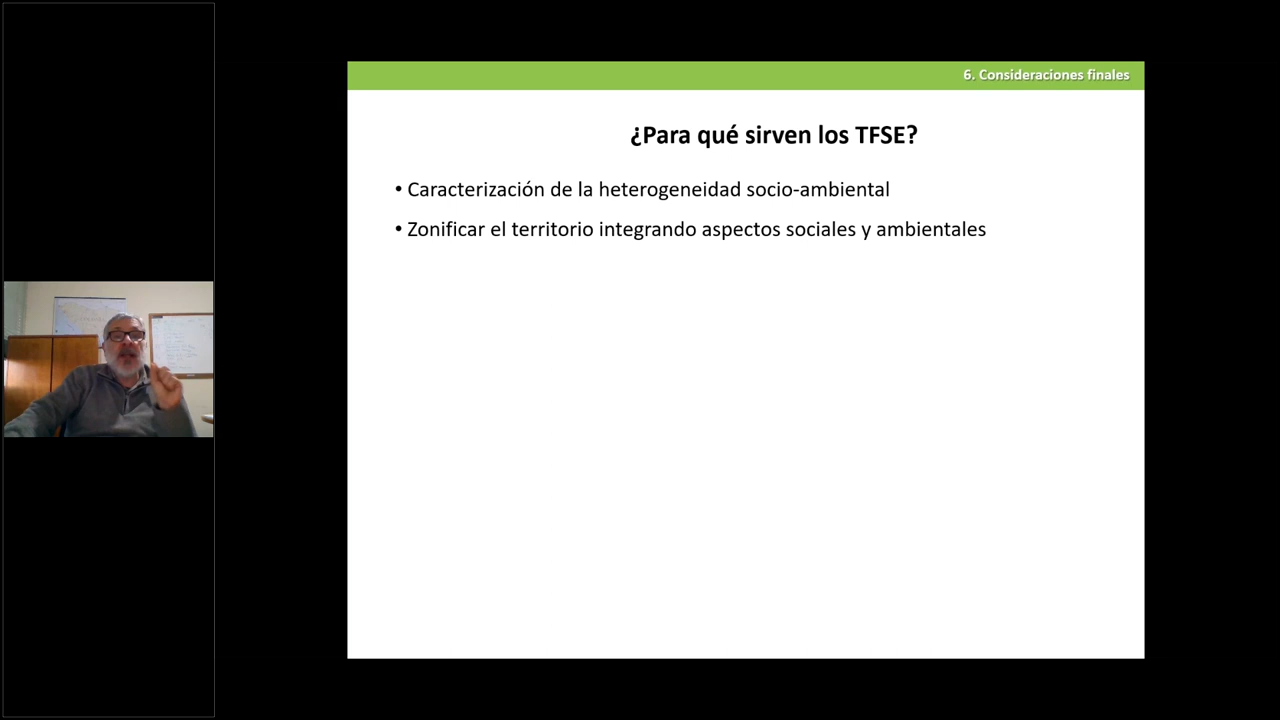 6. Consideraciones finales
¿Para qué sirven los TFSE?
• Caracterización de la heterogeneidad socio-ambiental
• Zonificar el territorio integrando aspectos sociales y ambientales